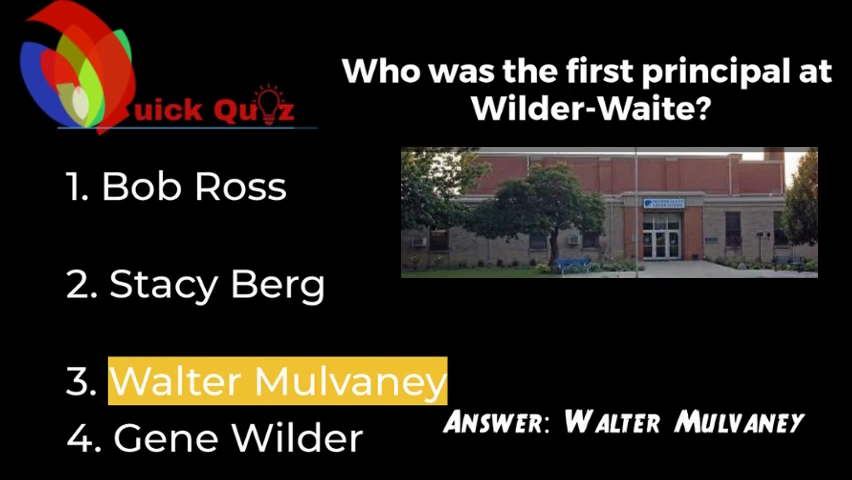 Quick Quiz
Who was the first principal at
Wilder-Waite?
1. Bob Ross
2. Stacy Berg
3. Walter Mulvaney
4. Gene Wilder
Answer: Walter Mulvaney